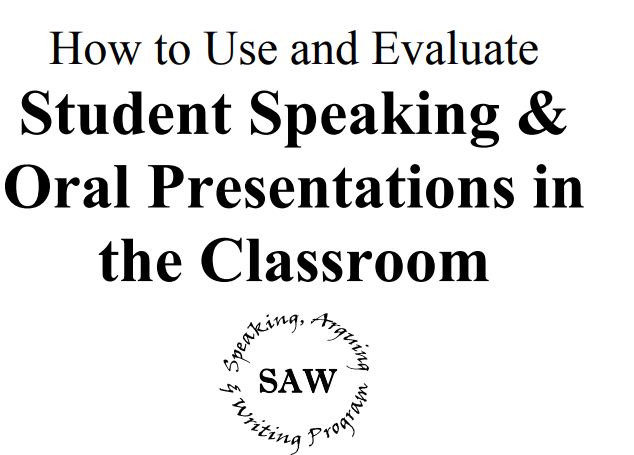 How to Use and Evaluate
Student Speaking &
Oral Presentations in
the Classroom
Speaking, Arguing
& Writing Program
SAW